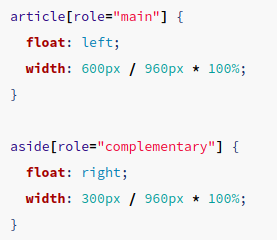 article[role="main"] {
  float: left;
  width: 600px / 960px * 100%;
}

aside[role="complementary"] {
  float: right;
  width: 300px / 960px * 100%;
}